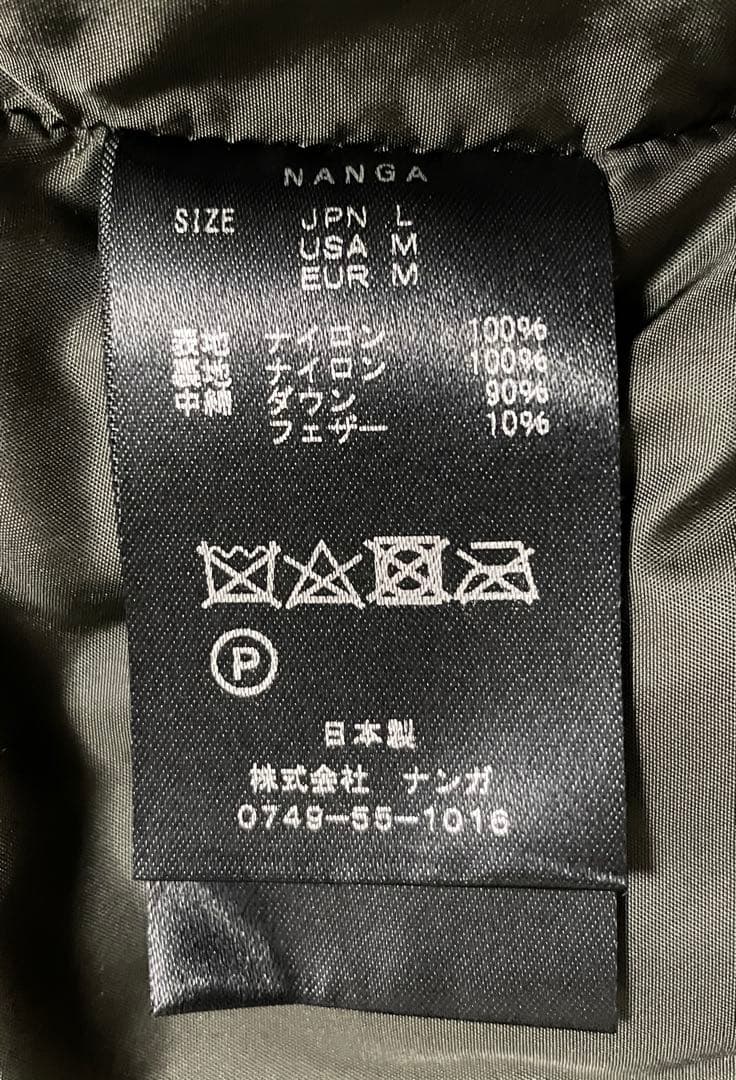 NANGA
SIZE JPN L
USA M
EUR M
表地 ナイロン 100%
裏地 ナイロン 100%
中綿 ダウン 90%
フェザー 10%
P
日本製
株式会社 ナンガ
0749-55-1016